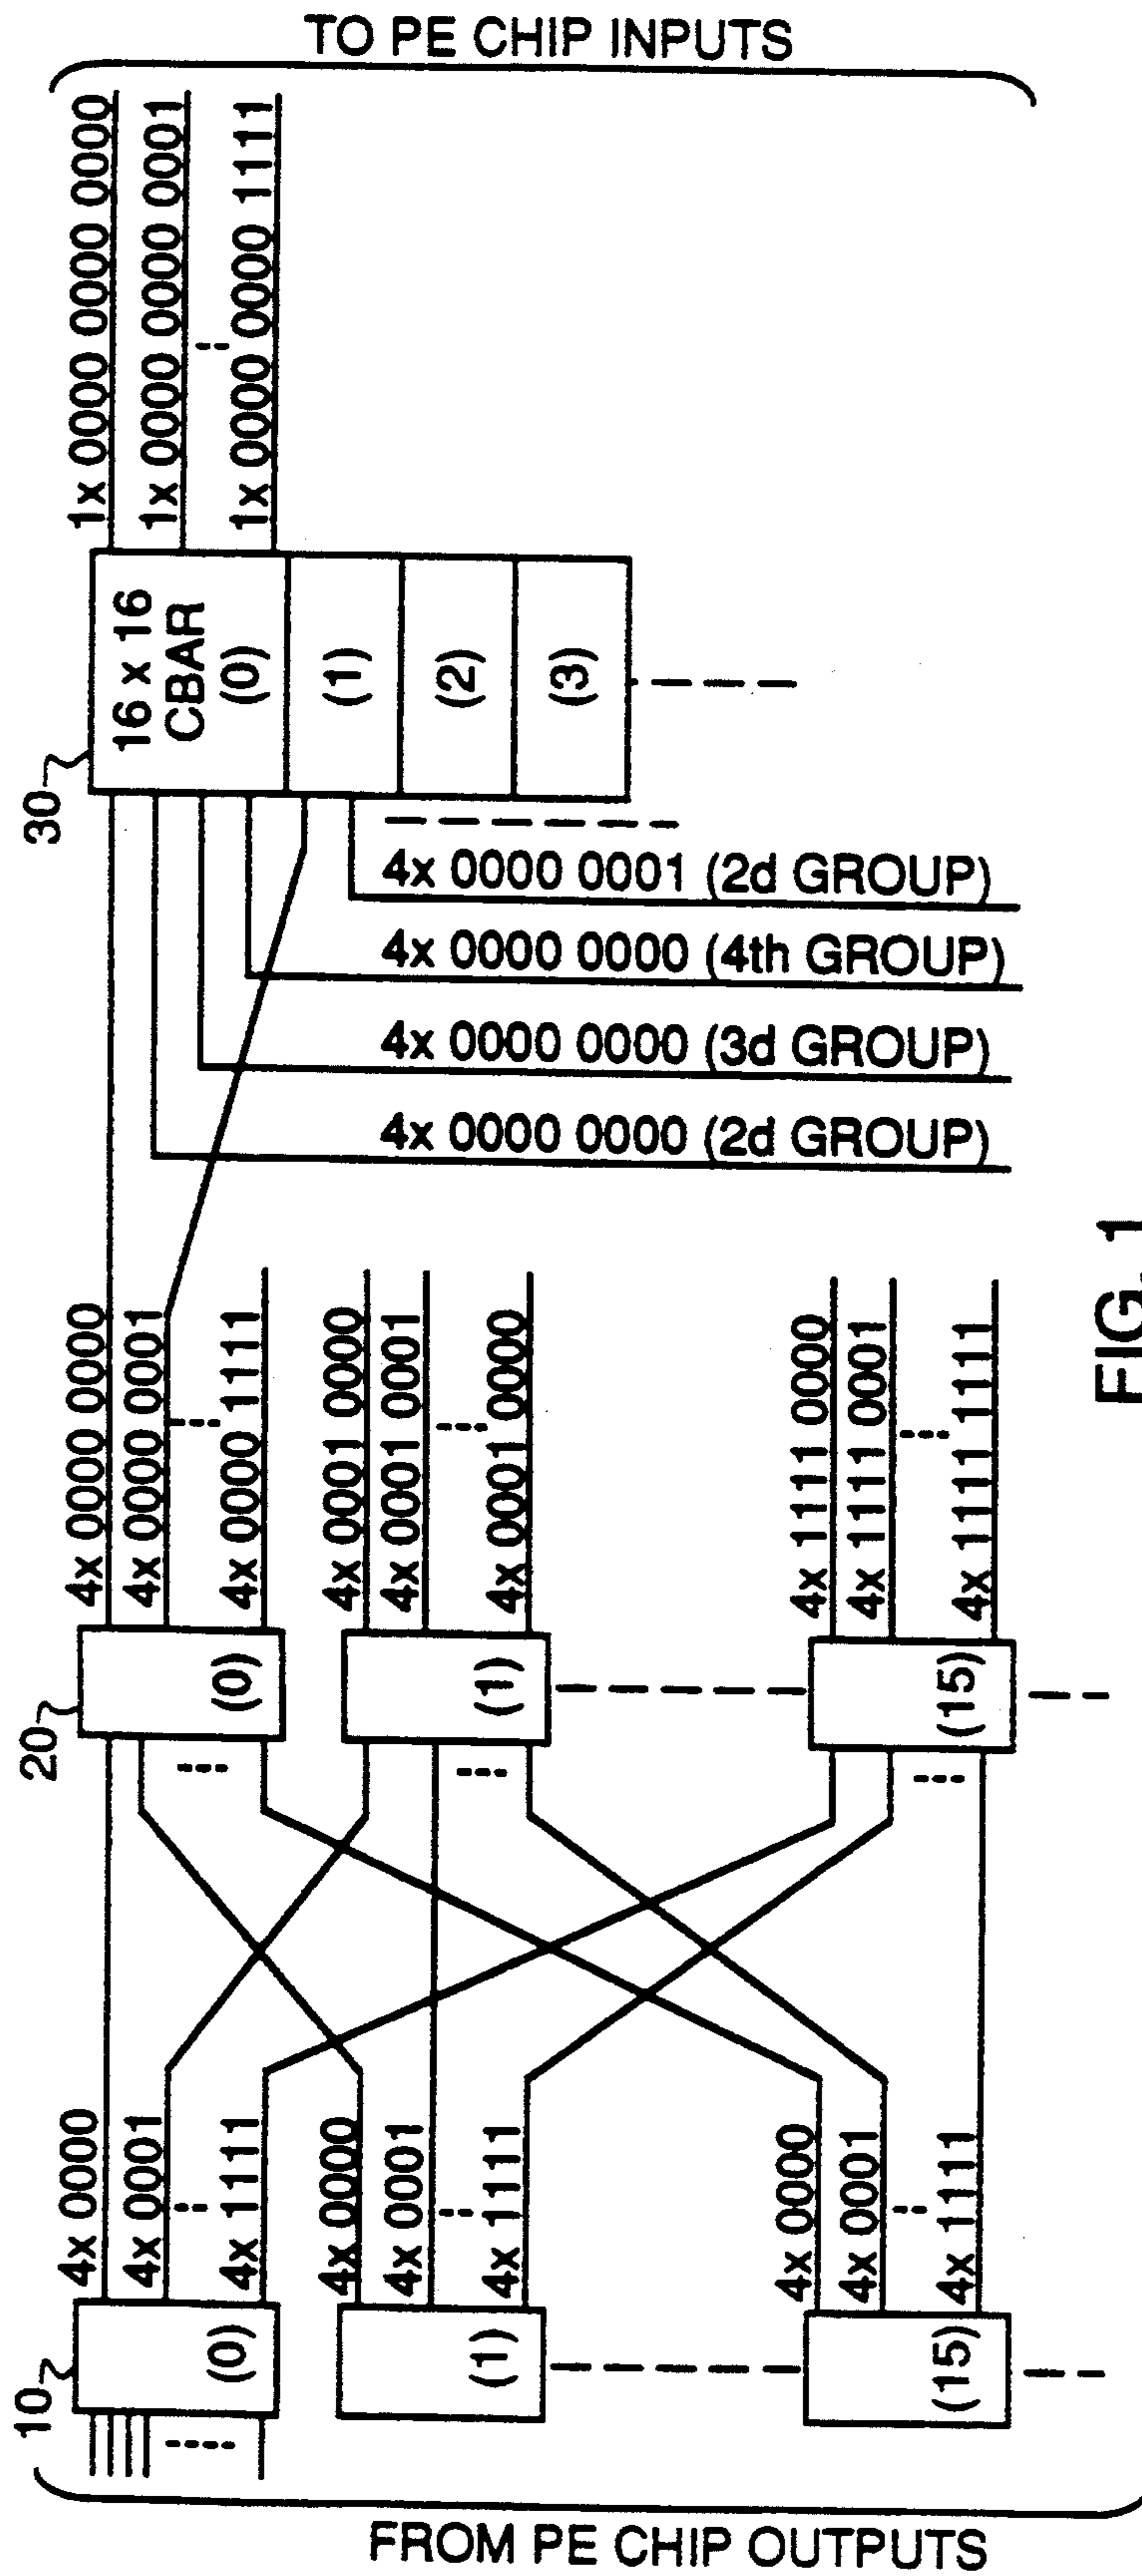 FROM PE CHIP OUTPUTS
10
(0)
4x 0000
4x 0001
4x 1111
(1)
4x 0000
4x 0001
4x 1111
(15)
4x 0000
4x 0001
4x 1111
20
(0)
4x 0000 0000
4x 0000 0001
4x 0000 1111
(1)
4x 0001 0000
4x 0001 0001
4x 0001 0000
(15)
4x 1111 0000
4x 1111 0001
4x 1111 1111
4x 0000 0000 (2d GROUP)
4x 0000 0000 (3d GROUP)
4x 0000 0000 (4th GROUP)
4x 0000 0001 (2d GROUP)
30
16 x 16
CBAR
(0)
(1)
(2)
(3)
1x 0000 0000 0000
1x 0000 0000 0001
1x 0000 0000 1111
TO PE CHIP INPUTS
FIG. 1